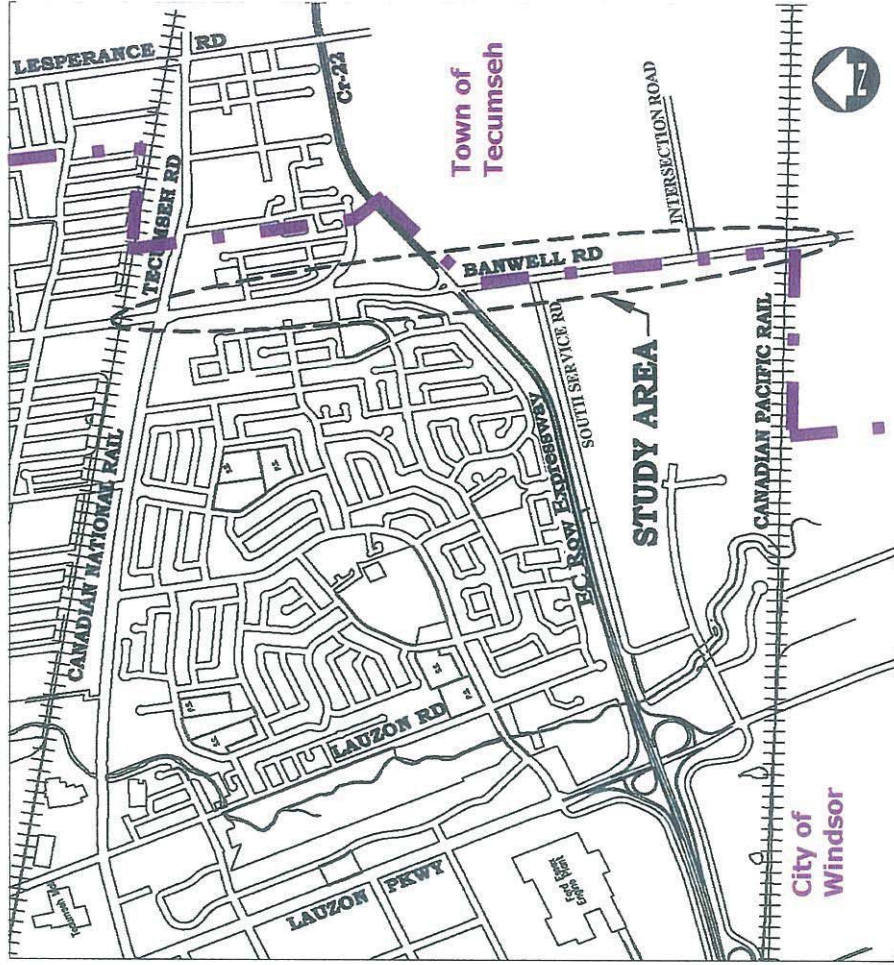 LESPERANCE RD
Cr-22
Town of
Tecumseh
N
INTERSECTION ROAD
TECUMSEH RD
BANWELL RD
CANADIAN NATIONAL RAIL
SOUTH SERVICE RD
STUDY AREA
CANADIAN PACIFIC RAIL
EC Row Expressway
P.S.
P.S.
S.S.
P.S.
LAUZON RD
LAUZON PKWY
Ford Essex
Engine Plant
City of
Windsor